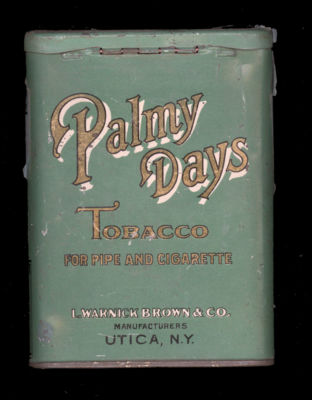 Palmy
Days
TOBACCO
FOR PIPE AND CIGARETTE
L. WARNICK BROWN & CO.
MANUFACTURERS
UTICA, N.Y.